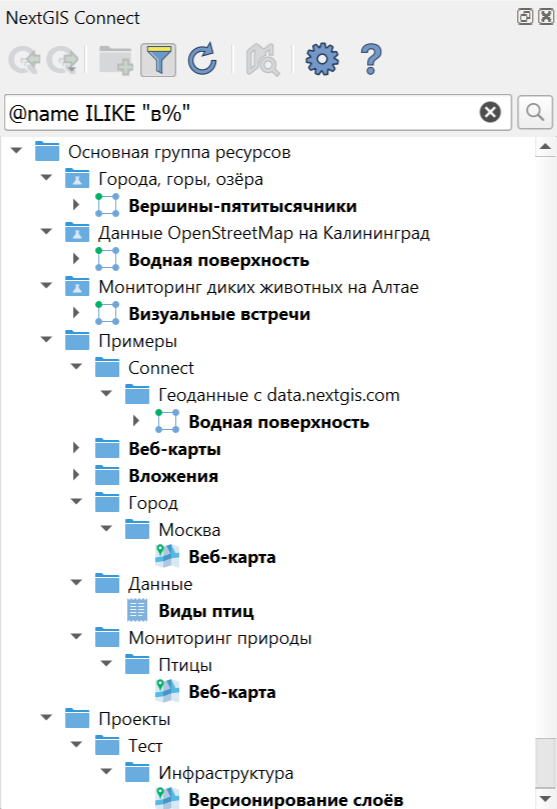 NextGIS Connect
@name ILIKE "в%"
Основная группа ресурсов
Города, горы, озёра
Вершины-пятитысячники
Данные OpenStreetMap на Калининград
Водная поверхность
Мониторинг диких животных на Алтае
Визуальные встречи
Примеры
Connect
Геоданные с data.nextgis.com
Водная поверхность
Веб-карты
Вложения
Город
Москва
Веб-карта
Данные
Виды птиц
Мониторинг природы
Птицы
Веб-карта
Проекты
Тест
Инфраструктура
Версионирование слоёв